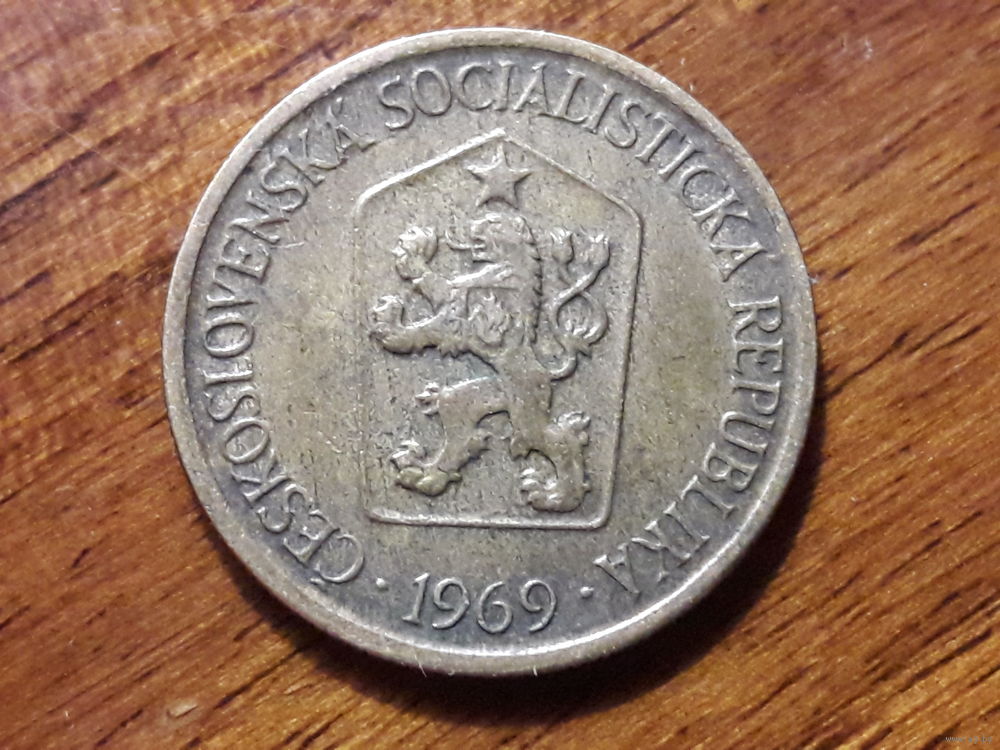 ČESKOSLOVENSKÁ SOCIALISTICKÁ REPUBLIKA
· 1969 ·